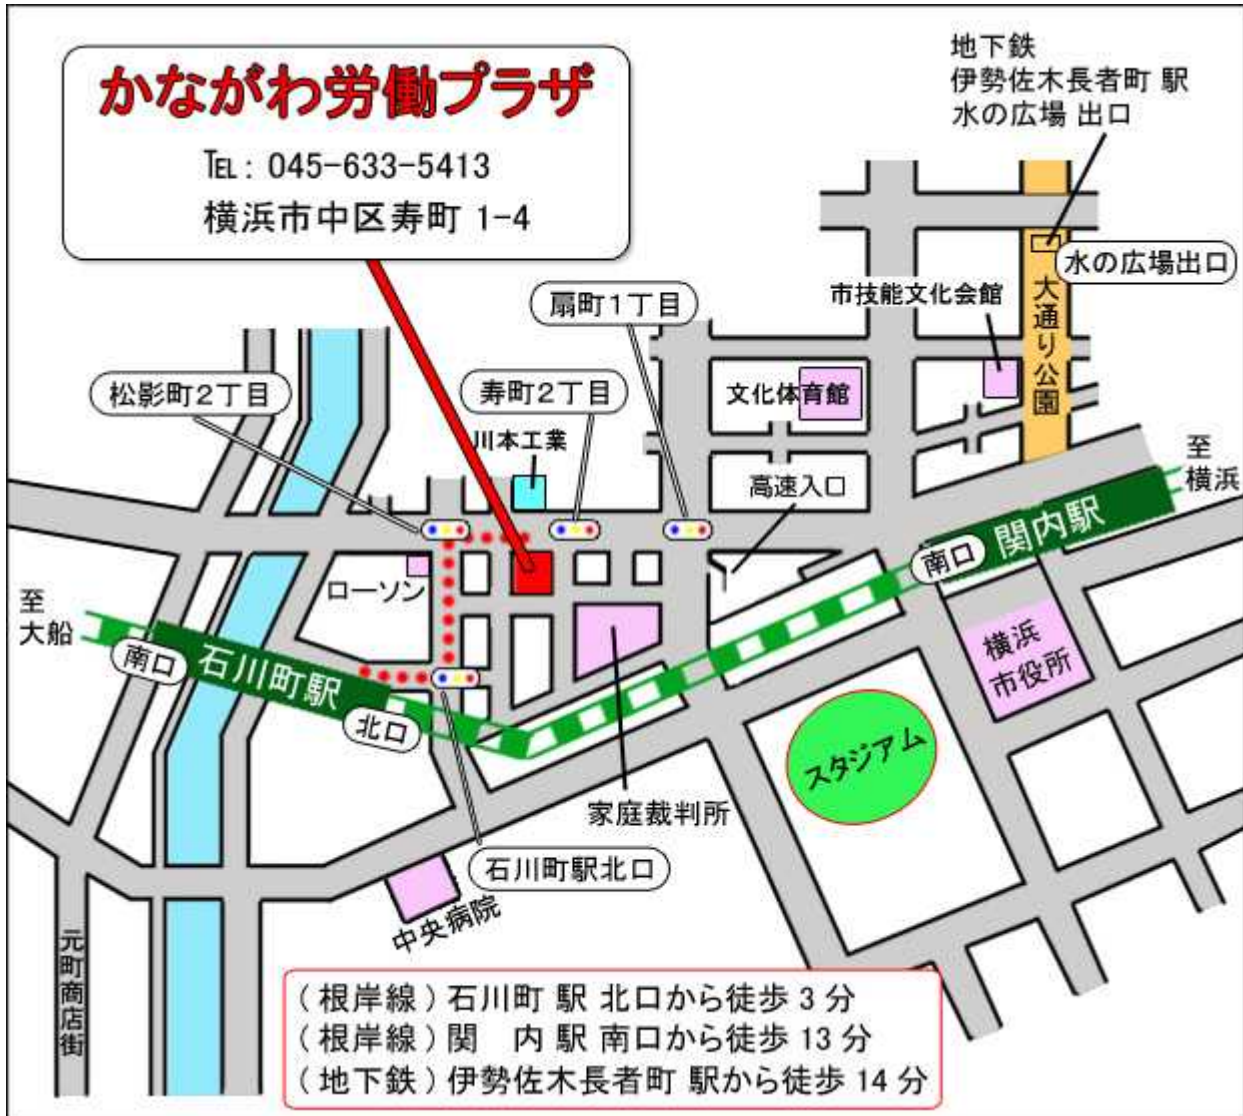 かながわ労働プラザ
℡: 045-633-5413
横浜市中区寿町 1-4
地下鉄
伊勢佐木長者町 駅
水の広場 出口
水の広場出口
市技能文化会館
大通り公園
扇町1丁目
松影町2丁目
寿町2丁目
文化体育館
川本工業
高速入口
至
横浜
関内駅
南口
ローソン
至
大船
南口
石川町駅
北口
横浜
市役所
スタジアム
家庭裁判所
石川町駅北口
中央病院
元町商店街
(根岸線)石川町 駅 北口から徒歩 3 分
(根岸線)関 内 駅 南口から徒歩 13 分
(地下鉄)伊勢佐木長者町 駅から徒歩 14 分